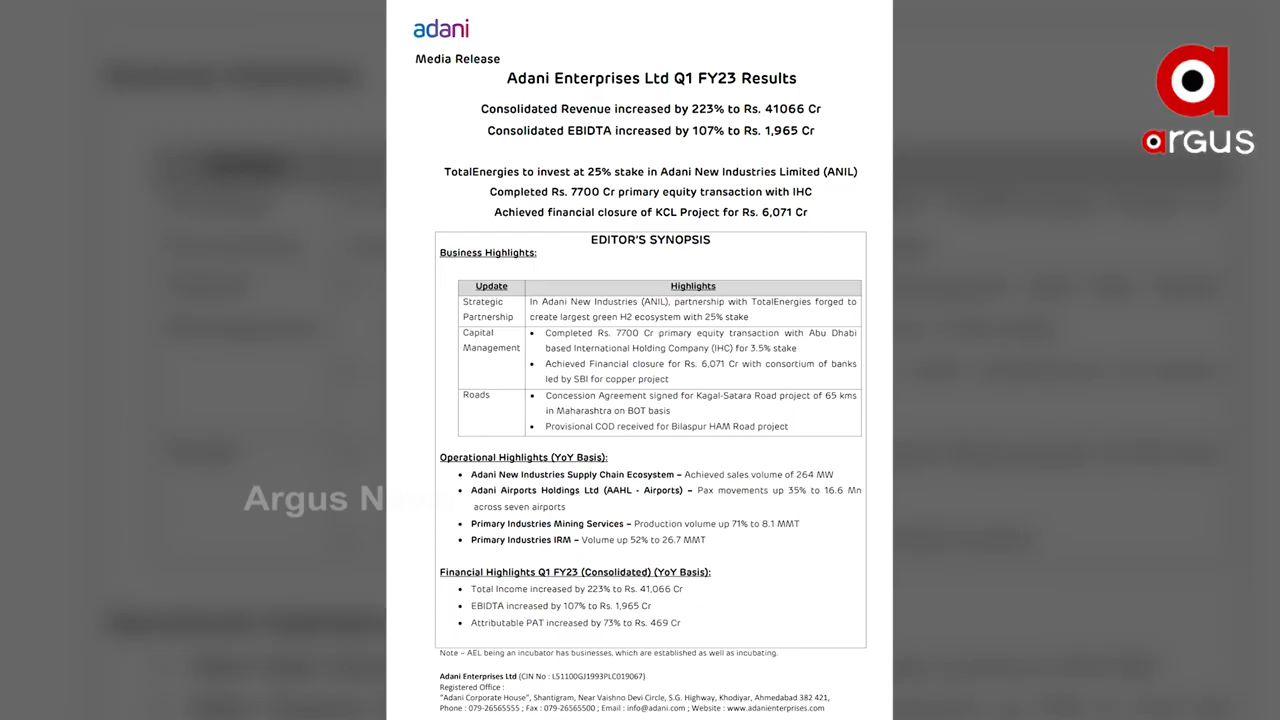 adani
Media Release
Adani Enterprises Ltd Q1 FY23 Results
Consolidated Revenue increased by 223% to Rs. 41066 Cr
Consolidated EBIDTA increased by 107% to Rs. 1,965 Cr
TotalEnergies to invest at 25% stake in Adani New Industries Limited (ANIL)
Completed Rs. 7700 Cr primary equity transaction with IHC
Achieved financial closure of KCL Project for Rs. 6,071 Cr
EDITOR'S SYNOPSIS
Business Highlights:
Update Highlights
Strategic Partnership
In Adani New Industries (ANIL), partnership with TotalEnergies forged to
create largest green H2 ecosystem with 25% stake
Capital Management
• Completed Rs. 7700 Cr primary equity transaction with Abu Dhabi
based International Holding Company (IHC) for 3.5% stake
• Achieved Financial closure for Rs. 6,071 Cr with consortium of banks
led by SBI for copper project
Roads
• Concession Agreement signed for Kagal-Satara Road project of 65 kms
in Maharashtra on BOT basis
• Provisional COD received for Bilaspur HAM Road project
Operational Highlights (YoY Basis):
• Adani New Industries Supply Chain Ecosystem – Achieved sales volume of 264 MW
• Adani Airports Holdings Ltd (AAHL - Airports) – Pax movements up 35% to 16.6 Mn
across seven airports
• Primary Industries Mining Services – Production volume up 71% to 8.1 MMT
• Primary Industries IRM – Volume up 52% to 26.7 MMT
Financial Highlights Q1 FY23 (Consolidated) (YoY Basis):
• Total Income increased by 223% to Rs. 41,066 Cr
• EBIDTA increased by 107% to Rs. 1,965 Cr
• Attributable PAT increased by 73% to Rs. 469 Cr
Note – AEL being an incubator has businesses, which are established as well as incubating.
Adani Enterprises Ltd (CIN No : L51100GJ1993PLC019067)
Registered Office :
"Adani Corporate House", Shantigram, Near Vaishno Devi Circle, S.G. Highway, Khodiyar, Ahmedabad 382 421,
Phone : 079-26565555 ; Fax : 079-26565500 ; Email : info@adani.com ; Website : www.adanienterprises.com
argus
Argus News